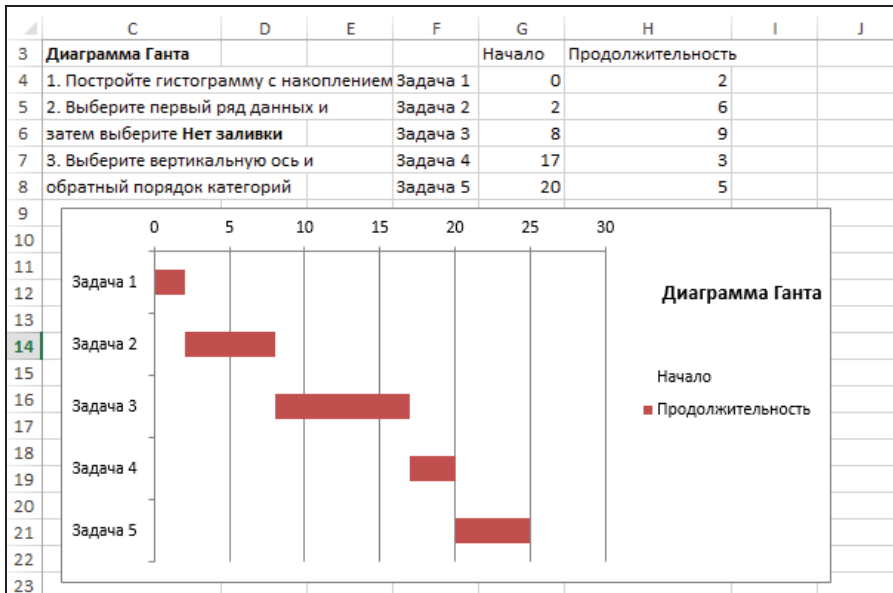 C D E F G H I J
3 Диаграмма Ганта Начало Продолжительность
4 1. Постройте гистограмму с накоплением Задача 1 0 2
5 2. Выберите первый ряд данных и Задача 2 2 6
6 затем выберите Нет заливки Задача 3 8 9
7 3. Выберите вертикальную ось и Задача 4 17 3
8 обратный порядок категорий Задача 5 20 5
9
0 5 10 15 20 25 30
10
11
Задача 1
12
Диаграмма Ганта
13
14 Задача 2
15
Начало
16 Задача 3
Продолжительность
17
18
Задача 4
19
20
21 Задача 5
22
23